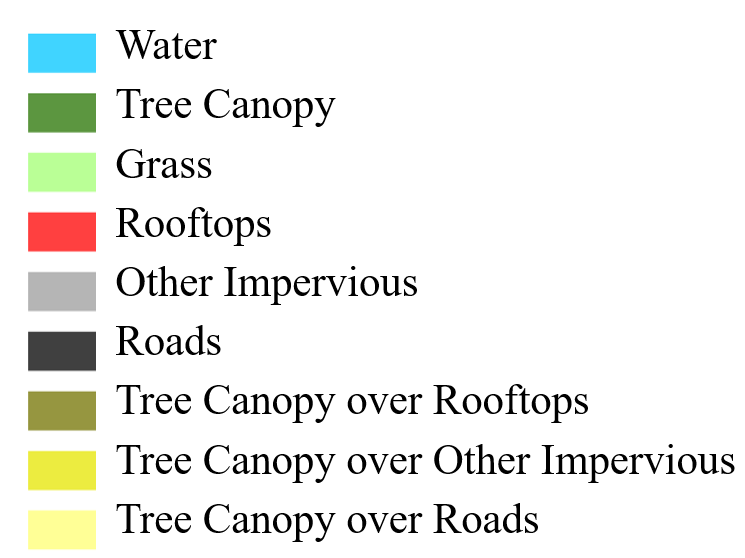 Water
Tree Canopy
Grass
Rooftops
Other Impervious
Roads
Tree Canopy over Rooftops
Tree Canopy over Other Impervious
Tree Canopy over Roads